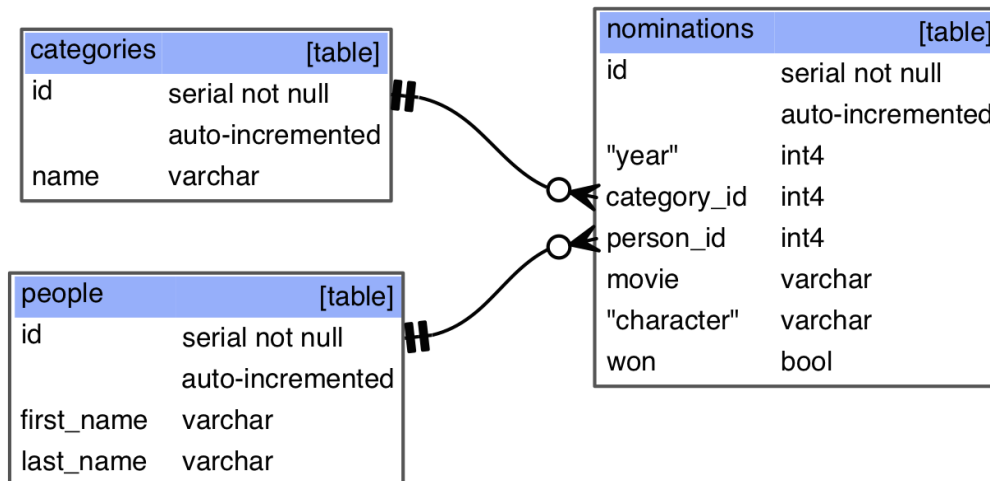 categories [table]
id serial not null
auto-incremented
name varchar
people [table]
id serial not null
auto-incremented
first_name varchar
last_name varchar
nominations [table]
id serial not null
auto-incremented
"year" int4
category_id int4
person_id int4
movie varchar
"character" varchar
won bool